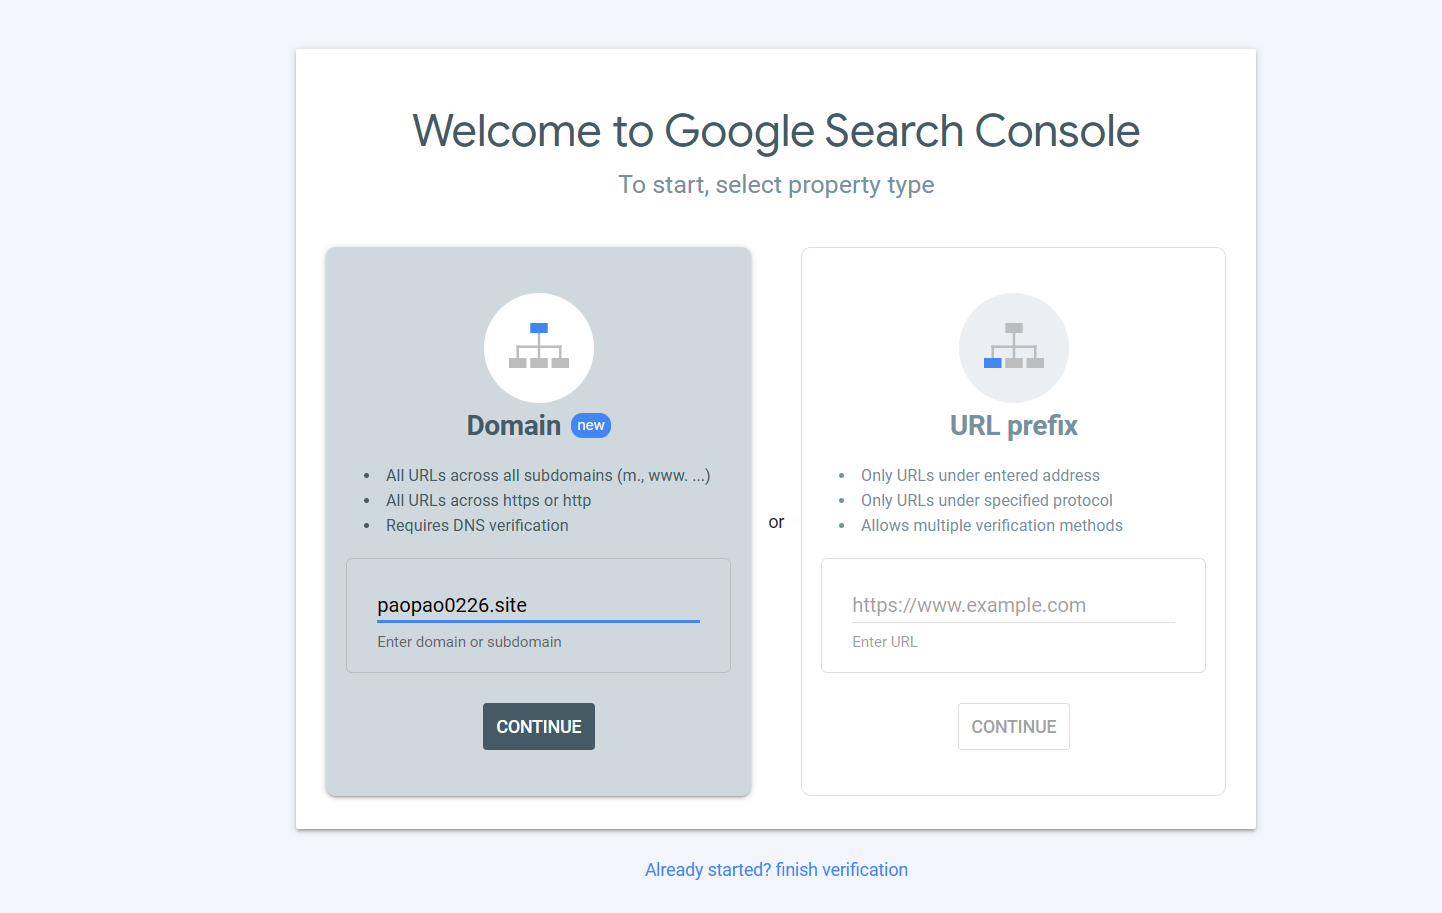 Welcome to Google Search Console
To start, select property type
Domain new
All URLs across all subdomains (m., www. ...)
All URLs across https or http
Requires DNS verification
paopao0226.site
Enter domain or subdomain
CONTINUE
or
URL prefix
Only URLs under entered address
Only URLs under specified protocol
Allows multiple verification methods
https://www.example.com
Enter URL
CONTINUE
Already started? finish verification